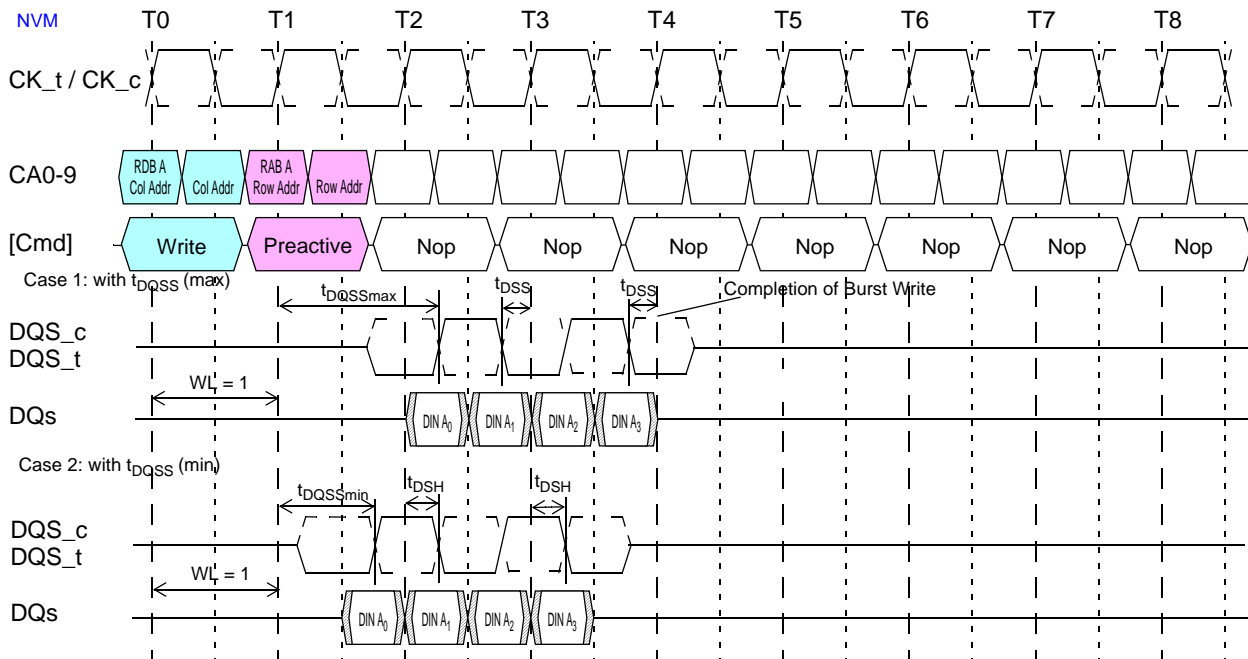 NVM T0 T1 T2 T3 T4 T5 T6 T7 T8
CK_t / CK_c
CA0-9 RDB A Col Addr Col Addr RAB A Row Addr Row Addr
[Cmd] Write Preactive Nop Nop Nop Nop Nop Nop Nop
Case 1: with tDQSS (max)
tDQSSmax tDSS tDSS Completion of Burst Write
DQS_c
DQS_t
WL = 1
DQs DIN A0 DIN A1 DIN A2 DIN A3
Case 2: with tDQSS (min)
tDQSSmin tDSH tDSH
DQS_c
DQS_t
WL = 1
DQs DIN A0 DIN A1 DIN A2 DIN A3